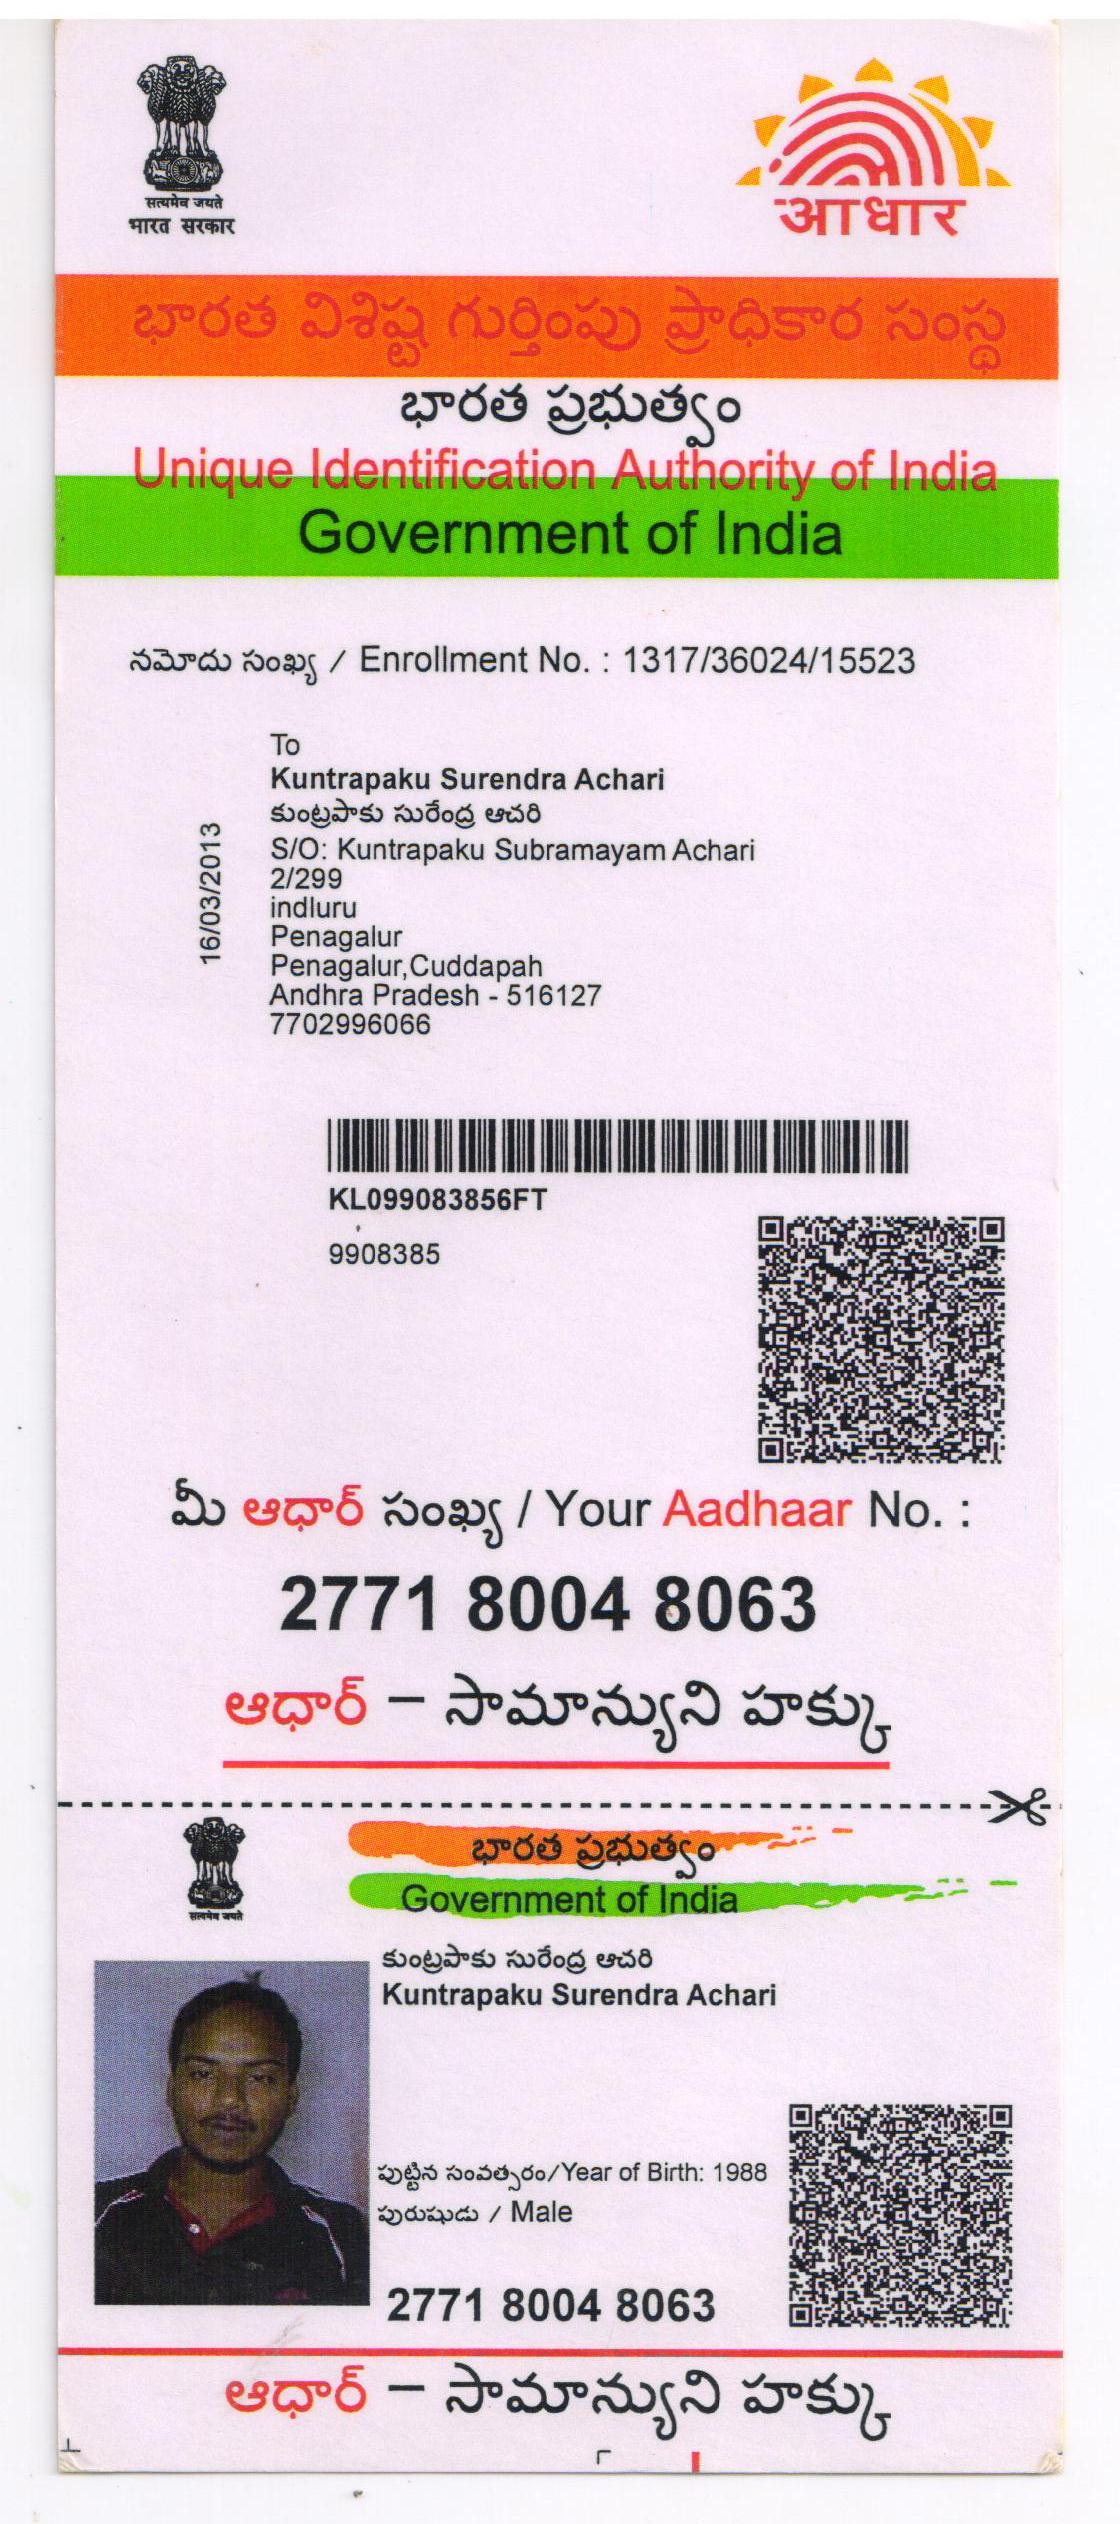 सत्यमेव जयते
भारत सरकार
आधार
భారత విశిష్ట గుర్తింపు ప్రాధికార సంస్థ
భారత ప్రభుత్వం
Unique Identification Authority of India
Government of India
నమోదు సంఖ్య / Enrollment No. : 1317/36024/15523
16/03/2013
To
Kuntrapaku Surendra Achari
కుంట్రపాకు సురేంద్ర ఆచరి
S/O: Kuntrapaku Subramayam Achari
2/299
indluru
Penagalur
Penagalur,Cuddapah
Andhra Pradesh - 516127
7702996066
KL099083856FT
9908385
మీ ఆధార్ సంఖ్య / Your Aadhaar No. :
2771 8004 8063
ఆధార్ – సామాన్యుని హక్కు
सत्यमेव जयते
భారత ప్రభుత్వం
Government of India
కుంట్రపాకు సురేంద్ర ఆచరి
Kuntrapaku Surendra Achari
పుట్టిన సంవత్సరం/Year of Birth: 1988
పురుషుడు / Male
2771 8004 8063
ఆధార్ – సామాన్యుని హక్కు